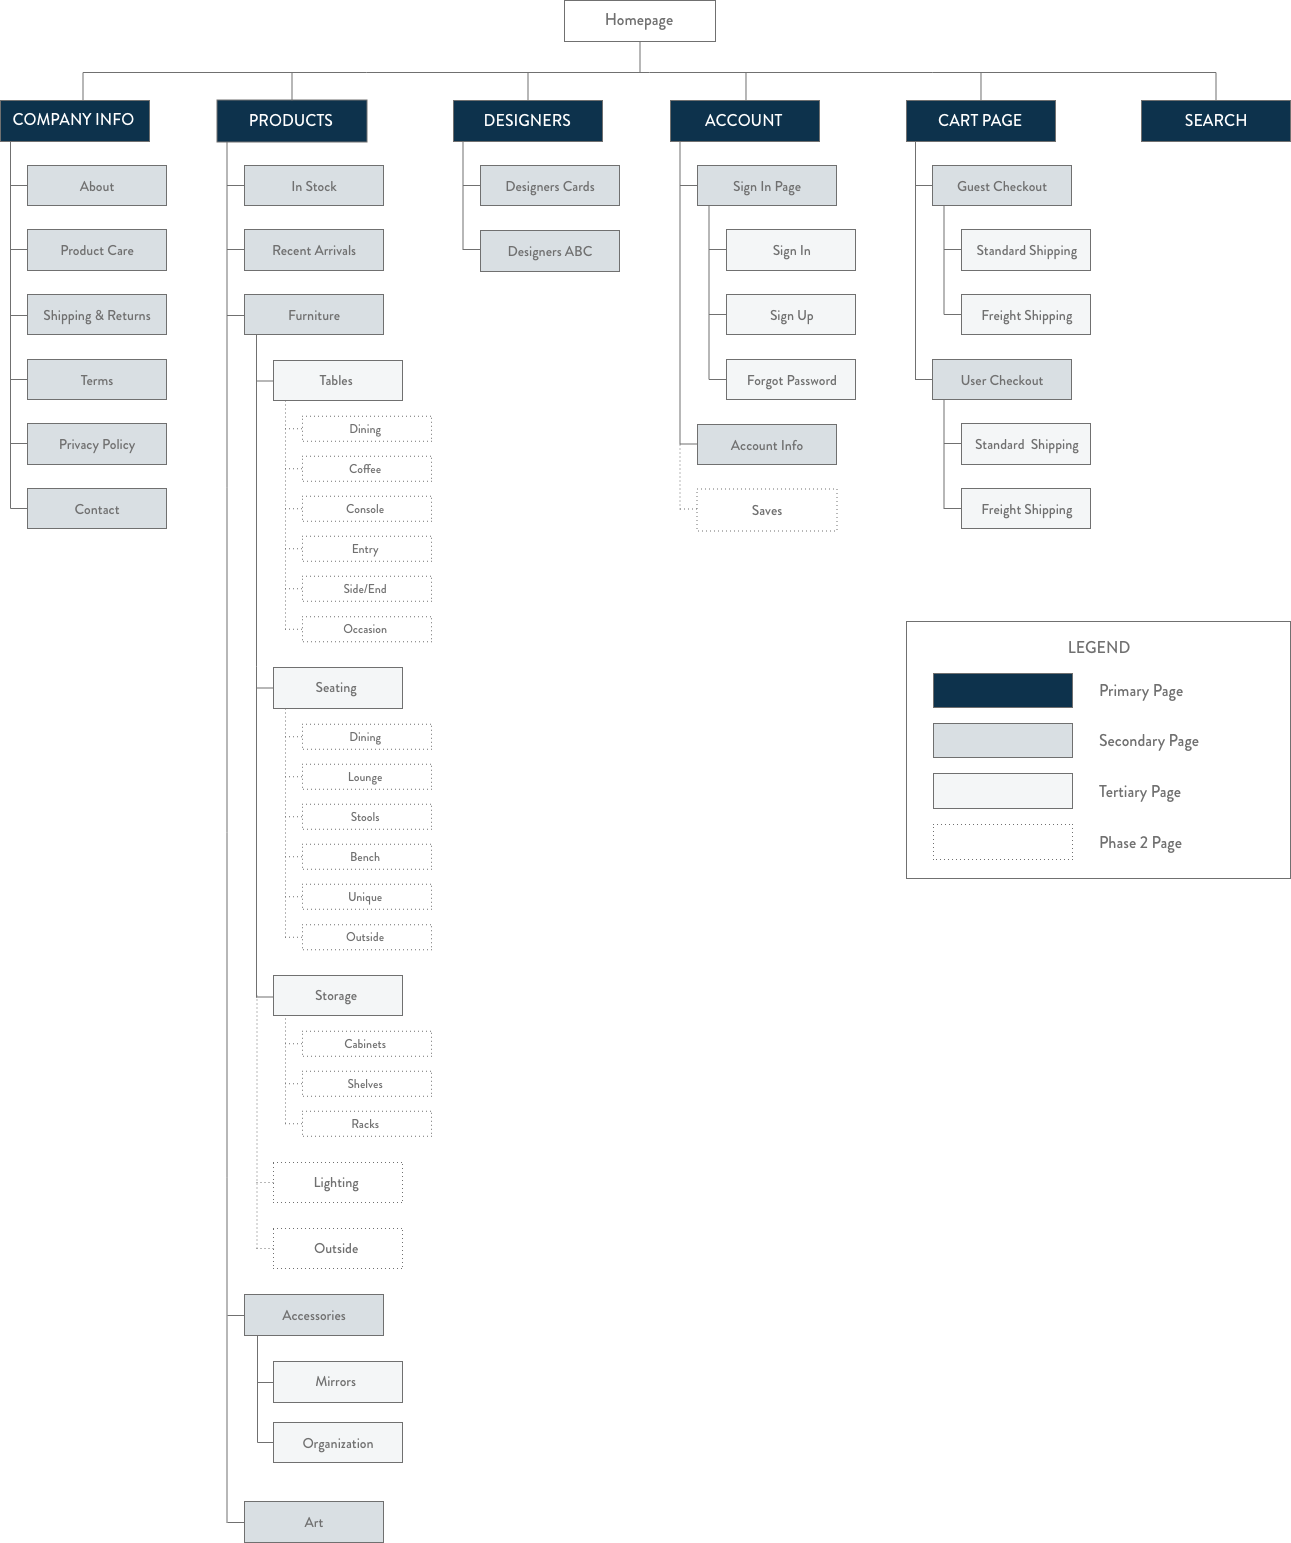 Homepage
COMPANY INFO
About
Product Care
Shipping & Returns
Terms
Privacy Policy
Contact
PRODUCTS
In Stock
Recent Arrivals
Furniture
Tables
Dining
Coffee
Console
Entry
Side/End
Occasion
Seating
Dining
Lounge
Stools
Bench
Unique
Outside
Storage
Cabinets
Shelves
Racks
Lighting
Outside
Accessories
Mirrors
Organization
Art
DESIGNERS
Designers Cards
Designers ABC
ACCOUNT
Sign In Page
Sign In
Sign Up
Forgot Password
Account Info
Saves
CART PAGE
Guest Checkout
Standard Shipping
Freight Shipping
User Checkout
Standard Shipping
Freight Shipping
SEARCH
LEGEND
Primary Page
Secondary Page
Tertiary Page
Phase 2 Page